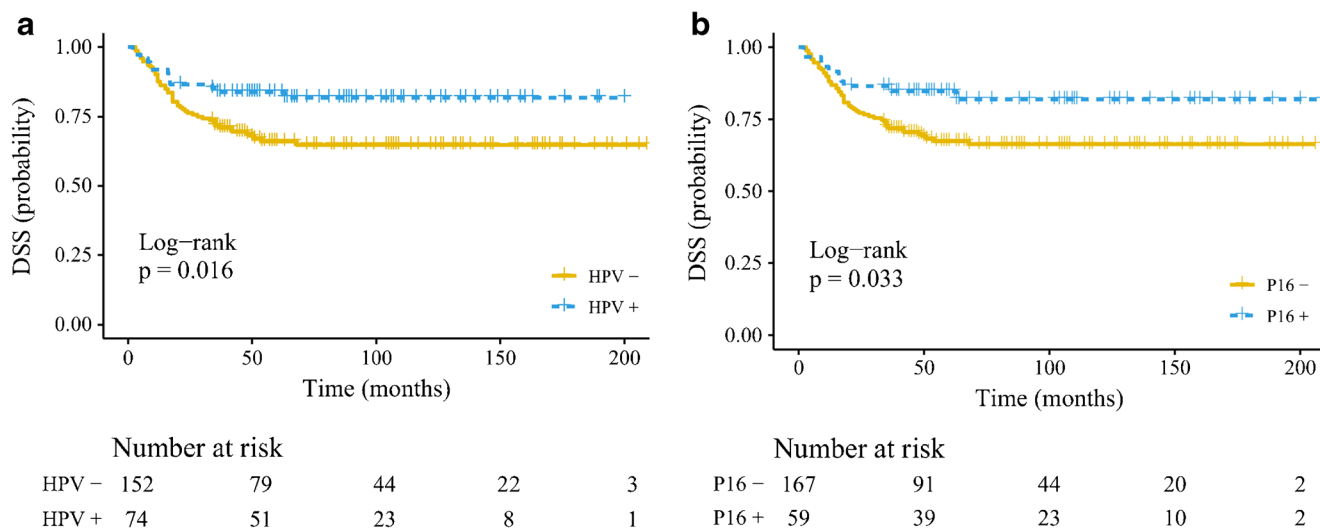 a
1.00
0.75
0.50
0.25
0.00
DSS (probability)
Log−rank
p = 0.016
HPV −
HPV +
0 50 100 150 200
Time (months)
Number at risk
HPV − 152 79 44 22 3
HPV + 74 51 23 8 1
b
1.00
0.75
0.50
0.25
0.00
DSS (probability)
Log−rank
p = 0.033
P16 −
P16 +
0 50 100 150 200
Time (months)
Number at risk
P16 − 167 91 44 20 2
P16 + 59 39 23 10 2